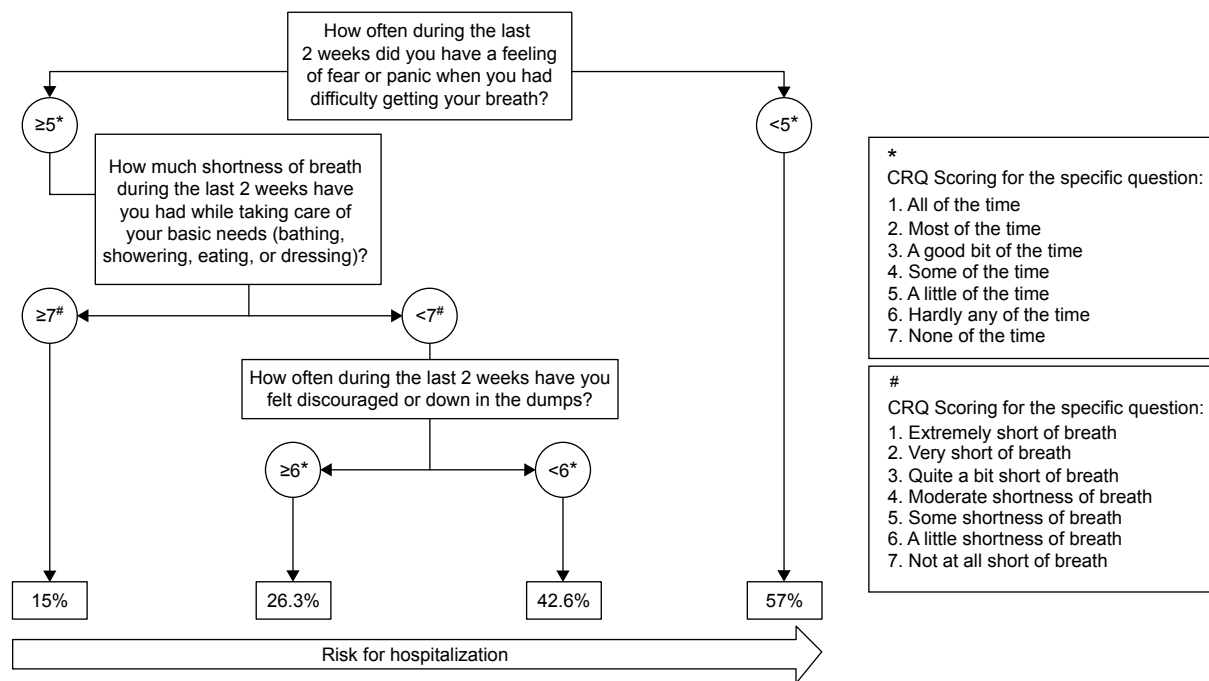 How often during the last
2 weeks did you have a feeling
of fear or panic when you had
difficulty getting your breath?
≥5*
<5*
How much shortness of breath
during the last 2 weeks have
you had while taking care of
your basic needs (bathing,
showering, eating, or dressing)?
≥7#
<7#
How often during the last 2 weeks have you
felt discouraged or down in the dumps?
≥6*
<6*
15%
26.3%
42.6%
57%
Risk for hospitalization
*
CRQ Scoring for the specific question:
1. All of the time
2. Most of the time
3. A good bit of the time
4. Some of the time
5. A little of the time
6. Hardly any of the time
7. None of the time
#
CRQ Scoring for the specific question:
1. Extremely short of breath
2. Very short of breath
3. Quite a bit short of breath
4. Moderate shortness of breath
5. Some shortness of breath
6. A little shortness of breath
7. Not at all short of breath